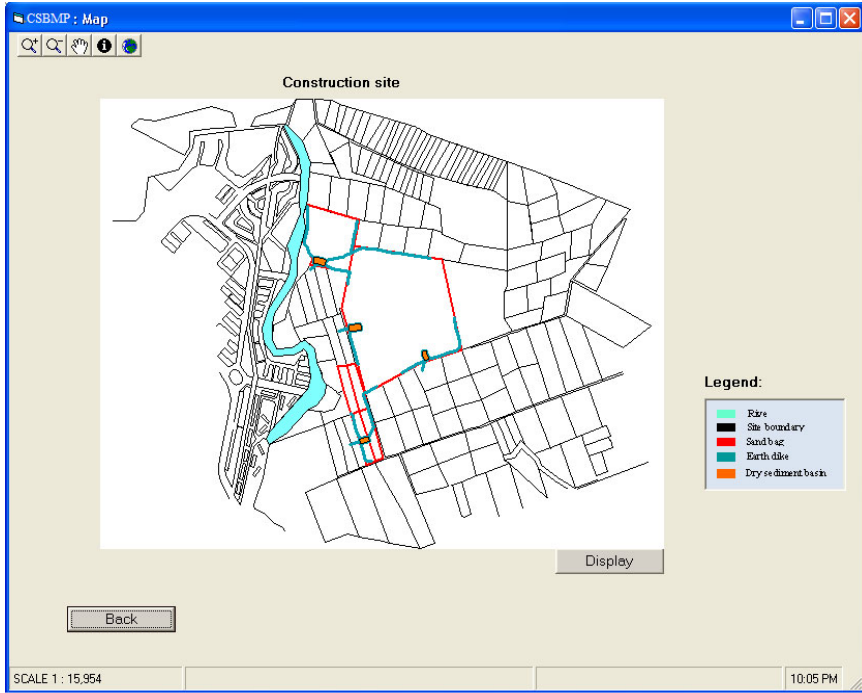 CSBMP : Map
Construction site
Legend:
Rive
Site boundary
Sand bag
Earth dike
Dry sediment basin
Display
Back
SCALE 1 : 15,954
10:05 PM